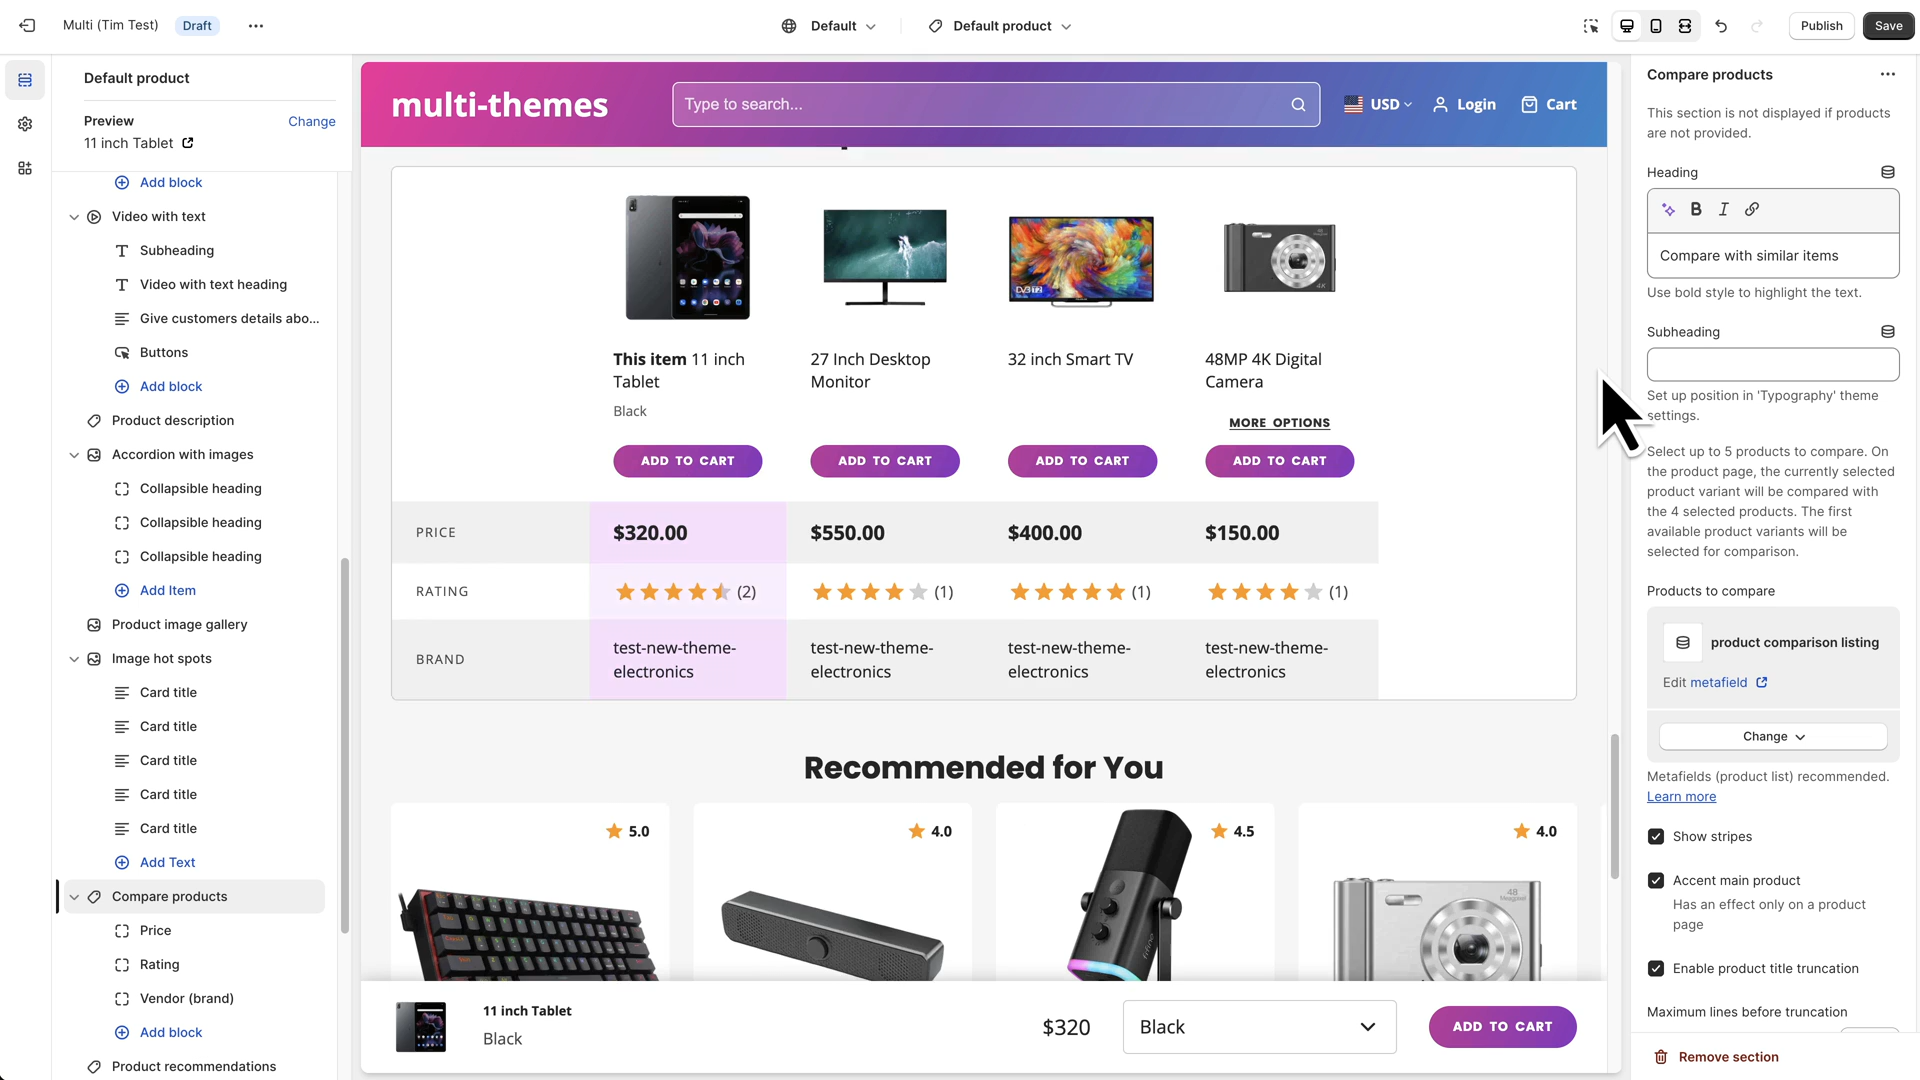 Multi (Tim Test)
Draft
Default
Default product
Publish
Save
Default product
Preview
Change
11 inch Tablet
Add block
Video with text
Subheading
Video with text heading
Give customers details abo...
Buttons
Add block
Product description
Accordion with images
Collapsible heading
Collapsible heading
Collapsible heading
Add Item
Product image gallery
Image hot spots
Card title
Card title
Card title
Card title
Card title
Add Text
Compare products
Price
Rating
Vendor (brand)
Add block
Product recommendations
multi-themes
Type to search...
USD
Login
Cart
This item 11 inch
Tablet
Black
ADD TO CART
27 Inch Desktop
Monitor
ADD TO CART
32 inch Smart TV
ADD TO CART
48MP 4K Digital
Camera
MORE OPTIONS
ADD TO CART
PRICE
$320.00
$550.00
$400.00
$150.00
RATING
(2)
(1)
(1)
(1)
BRAND
test-new-theme-
electronics
test-new-theme-
electronics
test-new-theme-
electronics
test-new-theme-
electronics
Recommended for You
5.0
4.0
4.5
4.0
11 inch Tablet
Black
$320
Black
ADD TO CART
Compare products
This section is not displayed if products
are not provided.
Heading
B I
Compare with similar items
Use bold style to highlight the text.
Subheading
Set up position in 'Typography' theme
settings.
Select up to 5 products to compare. On
the product page, the currently selected
product variant will be compared with
the 4 selected products. The first
available product variants will be
selected for comparison.
Products to compare
product comparison listing
Edit metafield
Change
Metafields (product list) recommended.
Learn more
Show stripes
Accent main product
Has an effect only on a product
page
Enable product title truncation
Maximum lines before truncation
Remove section